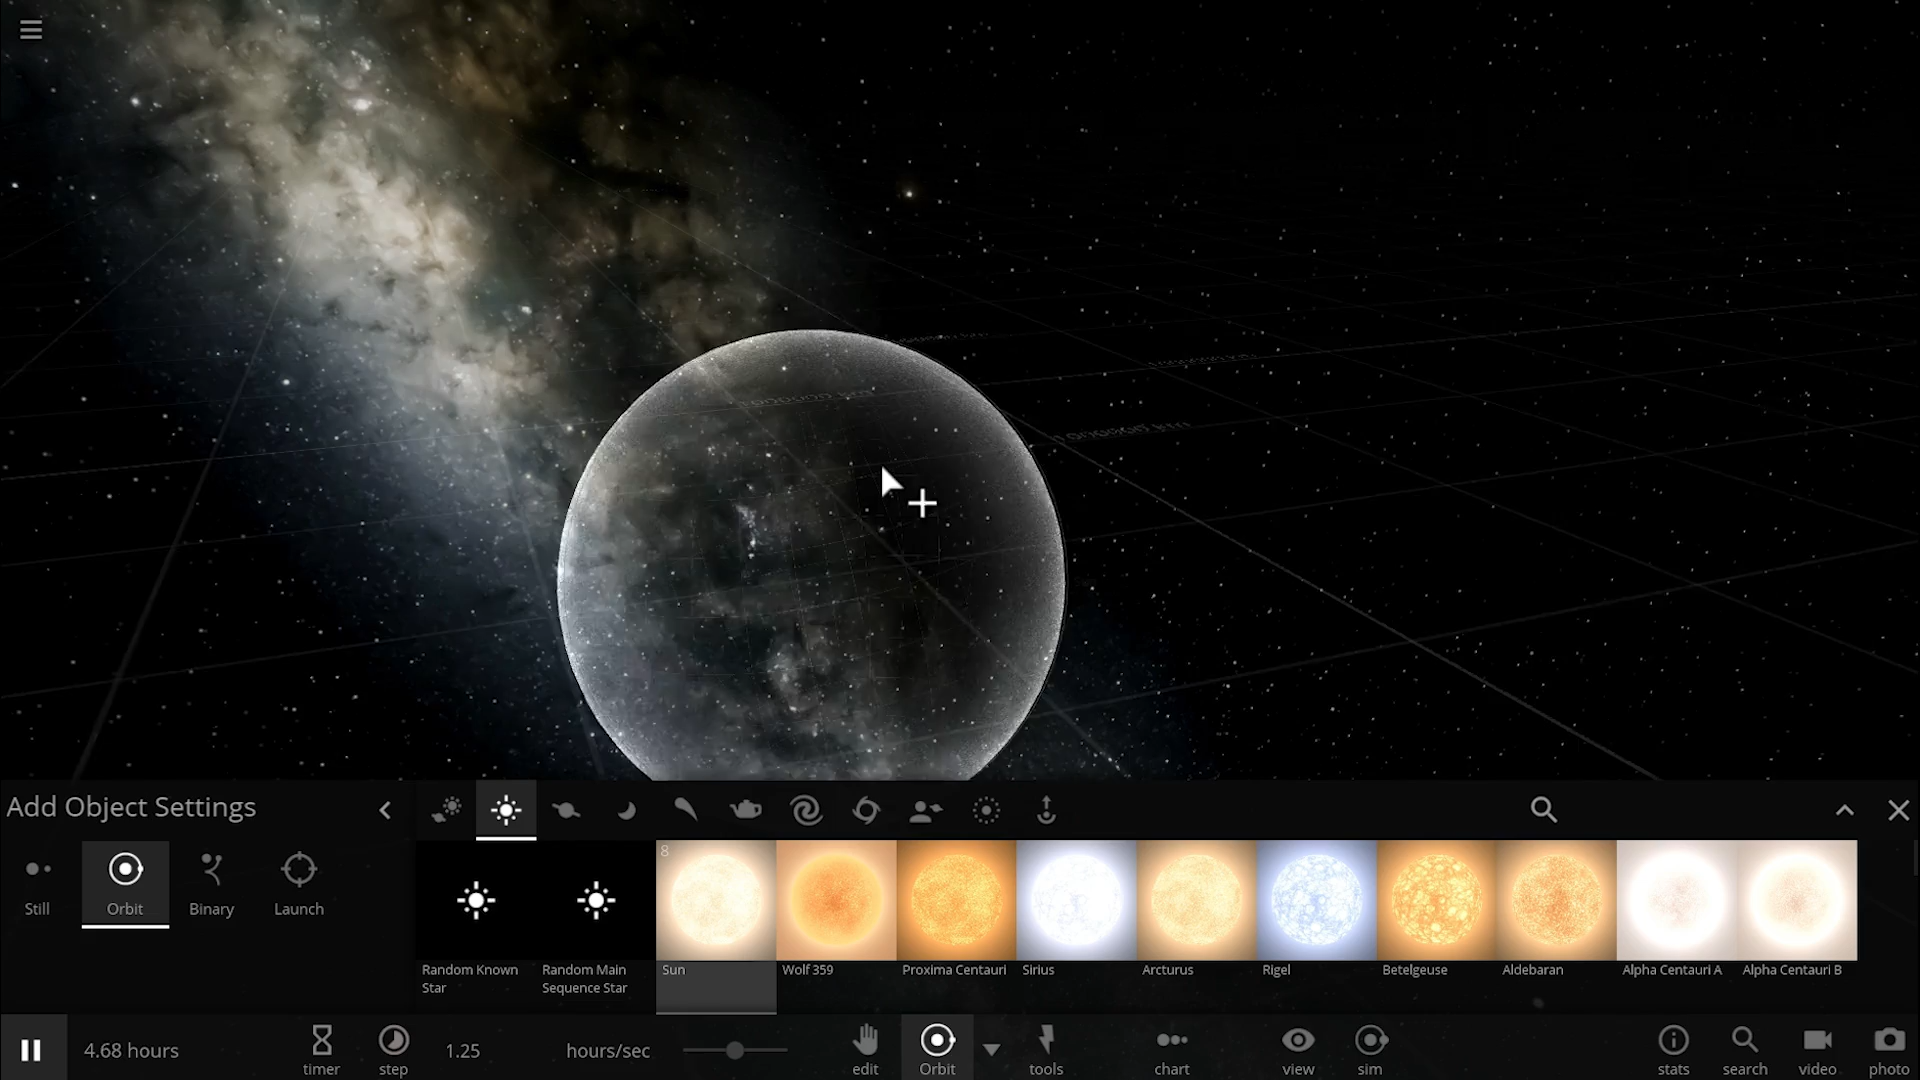 Add Object Settings
Still
Orbit
Binary
Launch
8
Random Known
Star
Random Main
Sequence Star
Sun
Wolf 359
Proxima Centauri
Sirius
Arcturus
Rigel
Betelgeuse
Aldebaran
Alpha Centauri A
Alpha Centauri B
4.68 hours
timer
step
1.25
hours/sec
edit
Orbit
tools
chart
view
sim
stats
search
video
photo